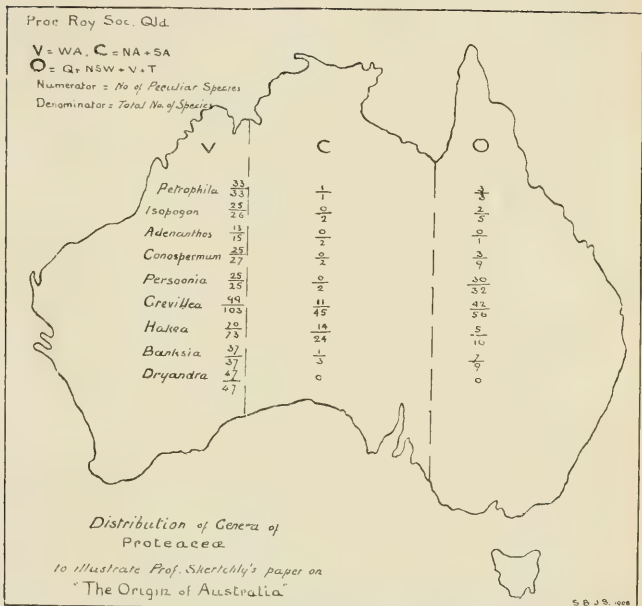 Proc Roy Soc. Qld.
V = WA, C = NA + SA
O = Q + NSW + V + T
Numerator = No of Peculiar Species
Denominator = Total No. of Species
V C O
Petrophila 33/33 1/1 3/3
Isopogon 25/26 0/2 2/5
Adenanthos 13/15 0/2 0/1
Conospermum 25/27 0/2 3/9
Persoonia 25/25 0/2 30/32
Grevillea 99/103 11/45 42/56
Hakea 70/73 14/24 5/16
Banksia 37/37 1/3 7/9
Dryandra 47/47 0 0
Distribution of Genera of
Proteaceæ
to illustrate Prof. Skertchly's paper on
"The Origin of Australia"
S B J S. 1908